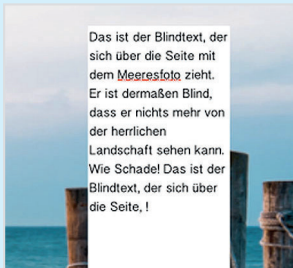 Das ist der Blindtext, der
sich über die Seite mit
dem Meeresfoto zieht.
Er ist dermaßen Blind,
dass er nichts mehr von
der herrlichen
Landschaft sehen kann.
Wie Schade! Das ist der
Blindtext, der sich über
die Seite, !